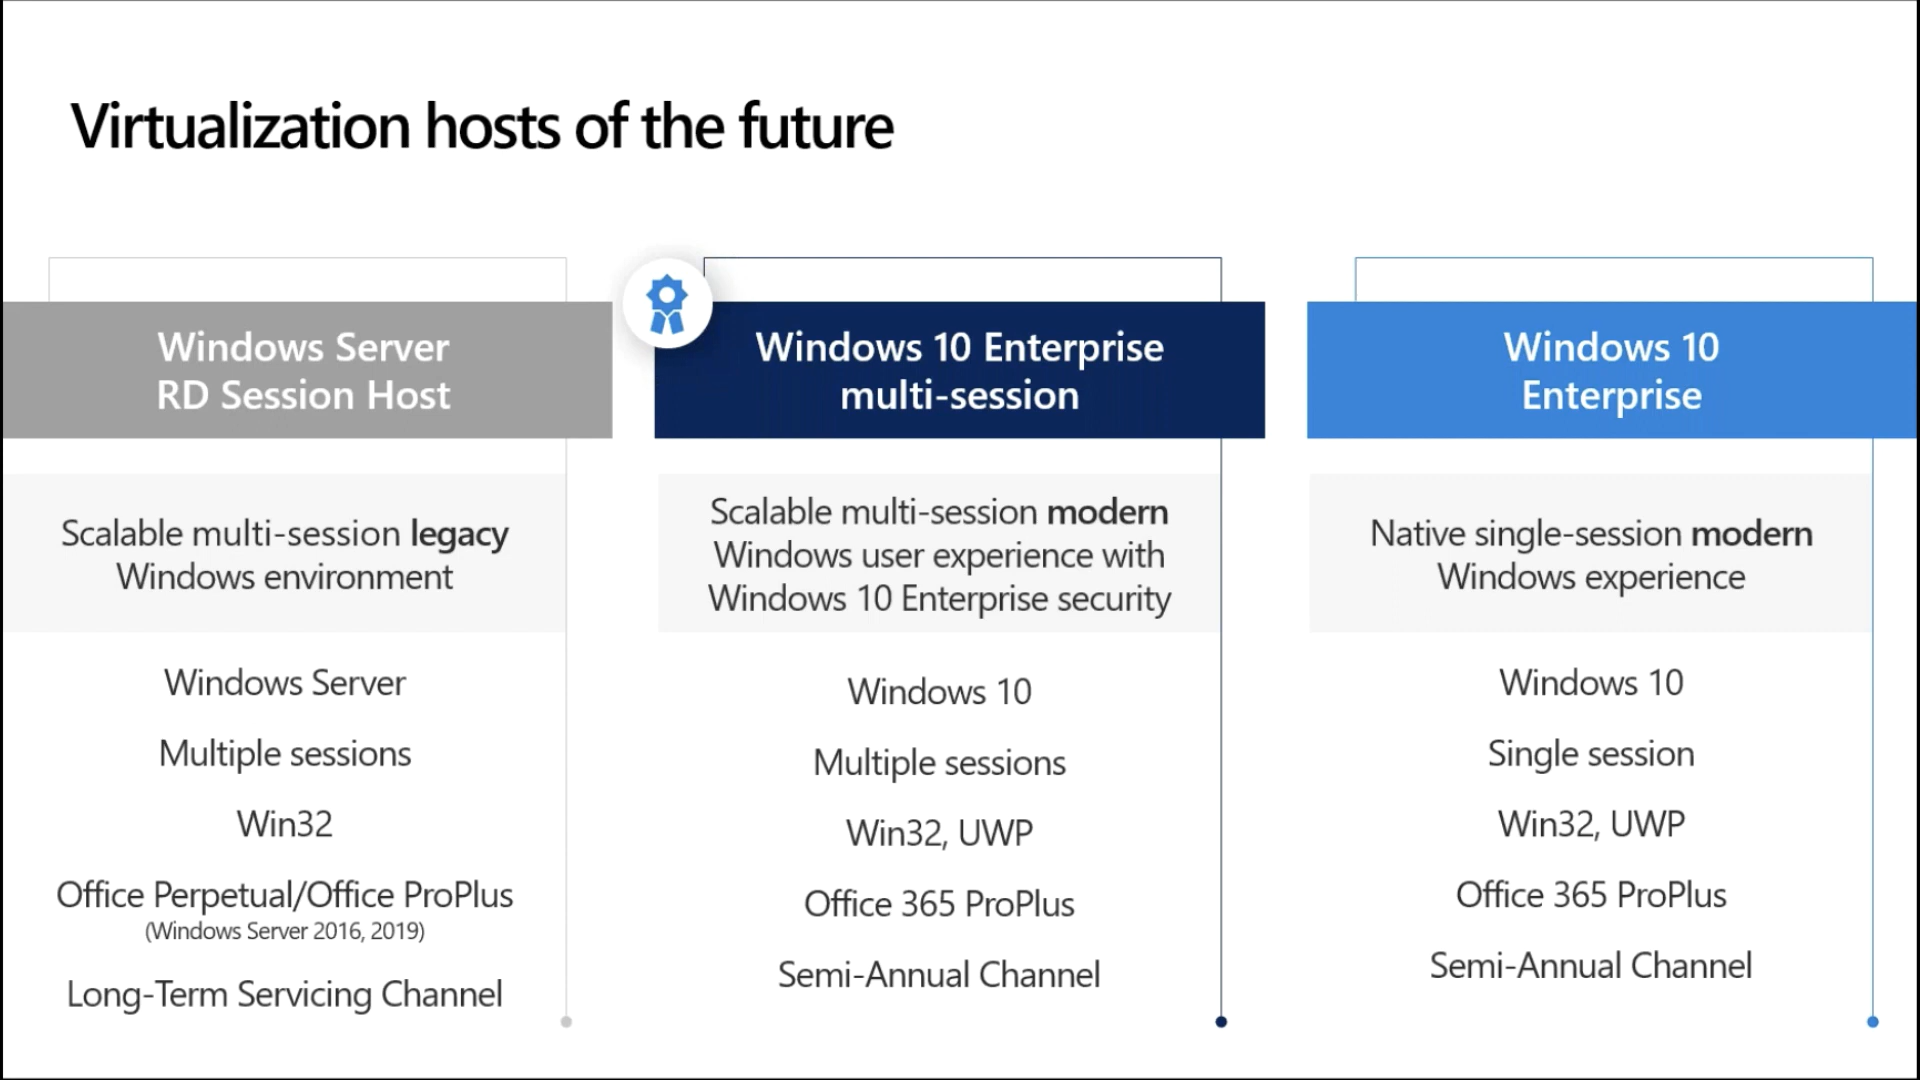 Virtualization hosts of the future
Windows Server
RD Session Host
Scalable multi-session legacy
Windows environment
Windows Server
Multiple sessions
Win32
Office Perpetual/Office ProPlus
(Windows Server 2016, 2019)
Long-Term Servicing Channel
Windows 10 Enterprise
multi-session
Scalable multi-session modern
Windows user experience with
Windows 10 Enterprise security
Windows 10
Multiple sessions
Win32, UWP
Office 365 ProPlus
Semi-Annual Channel
Windows 10
Enterprise
Native single-session modern
Windows experience
Windows 10
Single session
Win32, UWP
Office 365 ProPlus
Semi-Annual Channel